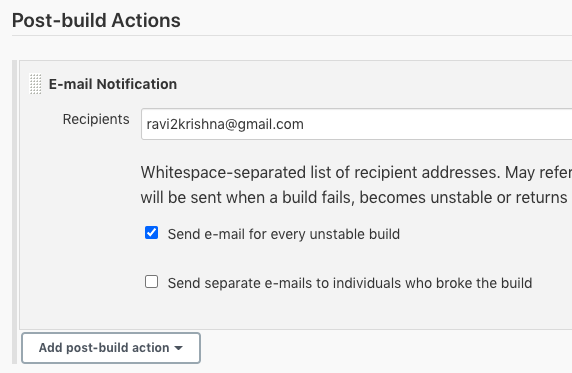 Post-build Actions
E-mail Notification
Recipients ravi2krishna@gmail.com
Whitespace-separated list of recipient addresses. May refer
will be sent when a build fails, becomes unstable or returns
Send e-mail for every unstable build
Send separate e-mails to individuals who broke the build
Add post-build action